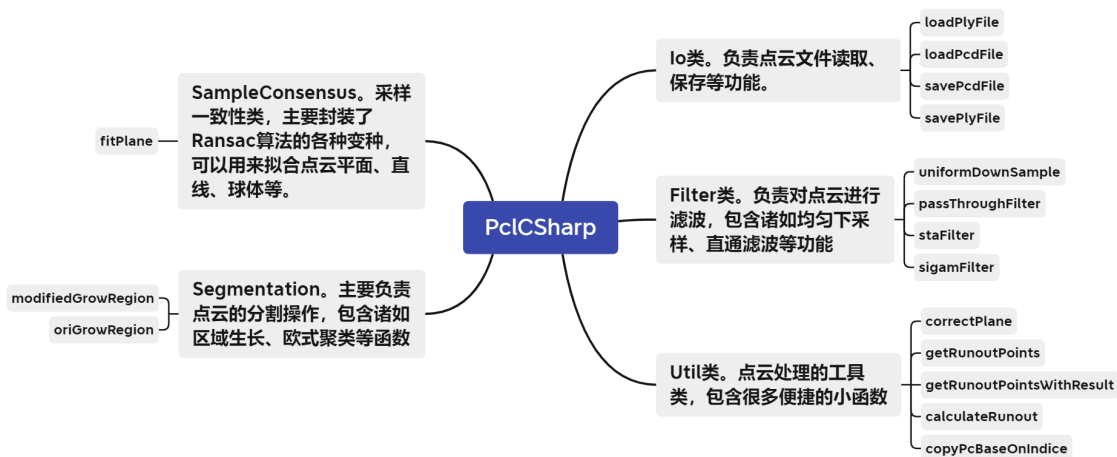 SampleConsensus。采样
一致性类，主要封装了
Ransac算法的各种变种，
可以用来拟合点云平面、直
线、球体等。
fitPlane
Segmentation。主要负责
点云的分割操作，包含诸如
区域生长、欧式聚类等函数
modifiedGrowRegion
oriGrowRegion
PclCSharp
Io类。负责点云文件读取、
保存等功能。
loadPlyFile
loadPcdFile
savePcdFile
savePlyFile
Filter类。负责对点云进行
滤波，包含诸如均匀下采
样、直通滤波等功能
uniformDownSample
passThroughFilter
staFilter
sigamFilter
Util类。点云处理的工具
类，包含很多便捷的小函数
correctPlane
getRunoutPoints
getRunoutPointsWithResult
calculateRunout
copyPcBaseOnIndice